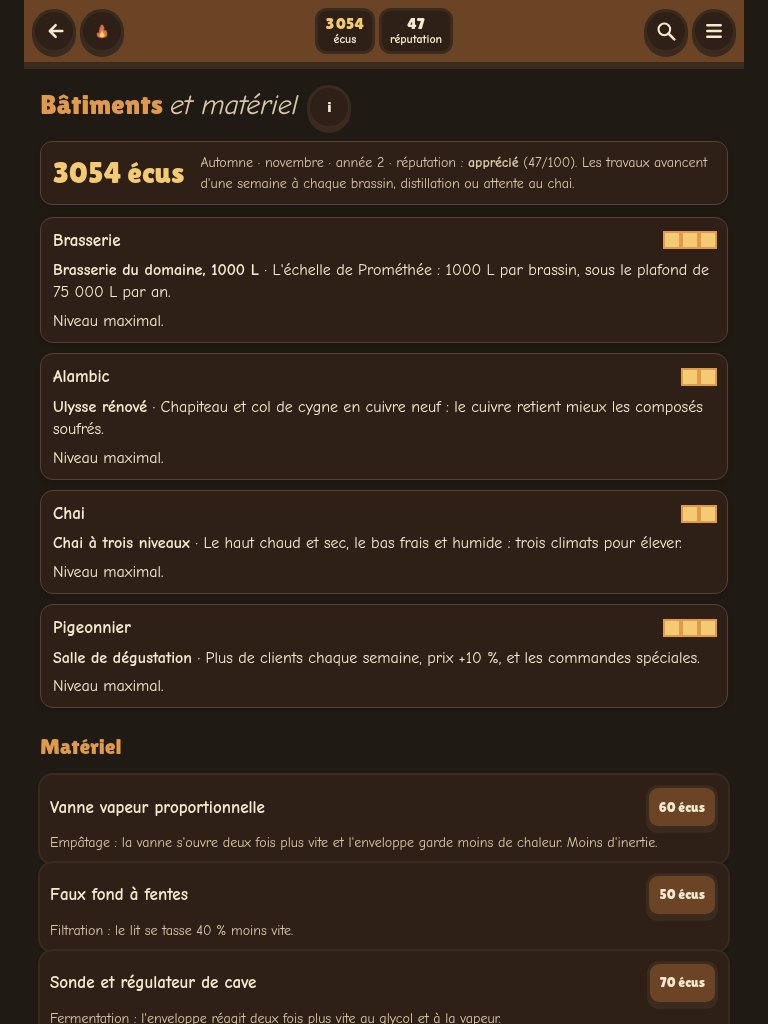 3054
écus
47
réputation
Bâtiments et matériel i
3054 écus
Automne · novembre · année 2 · réputation : apprécié (47/100). Les travaux avancent
d'une semaine à chaque brassin, distillation ou attente au chai.
Brasserie
Brasserie du domaine, 1000 L · L'échelle de Prométhée : 1000 L par brassin, sous le plafond de
75 000 L par an.
Niveau maximal.
Alambic
Ulysse rénové · Chapiteau et col de cygne en cuivre neuf : le cuivre retient mieux les composés
soufrés.
Niveau maximal.
Chai
Chai à trois niveaux · Le haut chaud et sec, le bas frais et humide : trois climats pour élever.
Niveau maximal.
Pigeonnier
Salle de dégustation · Plus de clients chaque semaine, prix +10 %, et les commandes spéciales.
Niveau maximal.
Matériel
Vanne vapeur proportionnelle
60 écus
Empâtage : la vanne s'ouvre deux fois plus vite et l'enveloppe garde moins de chaleur. Moins d'inertie.
Faux fond à fentes
50 écus
Filtration : le lit se tasse 40 % moins vite.
Sonde et régulateur de cave
70 écus
Fermentation : l'enveloppe réagit deux fois plus vite au glycol et à la vapeur.